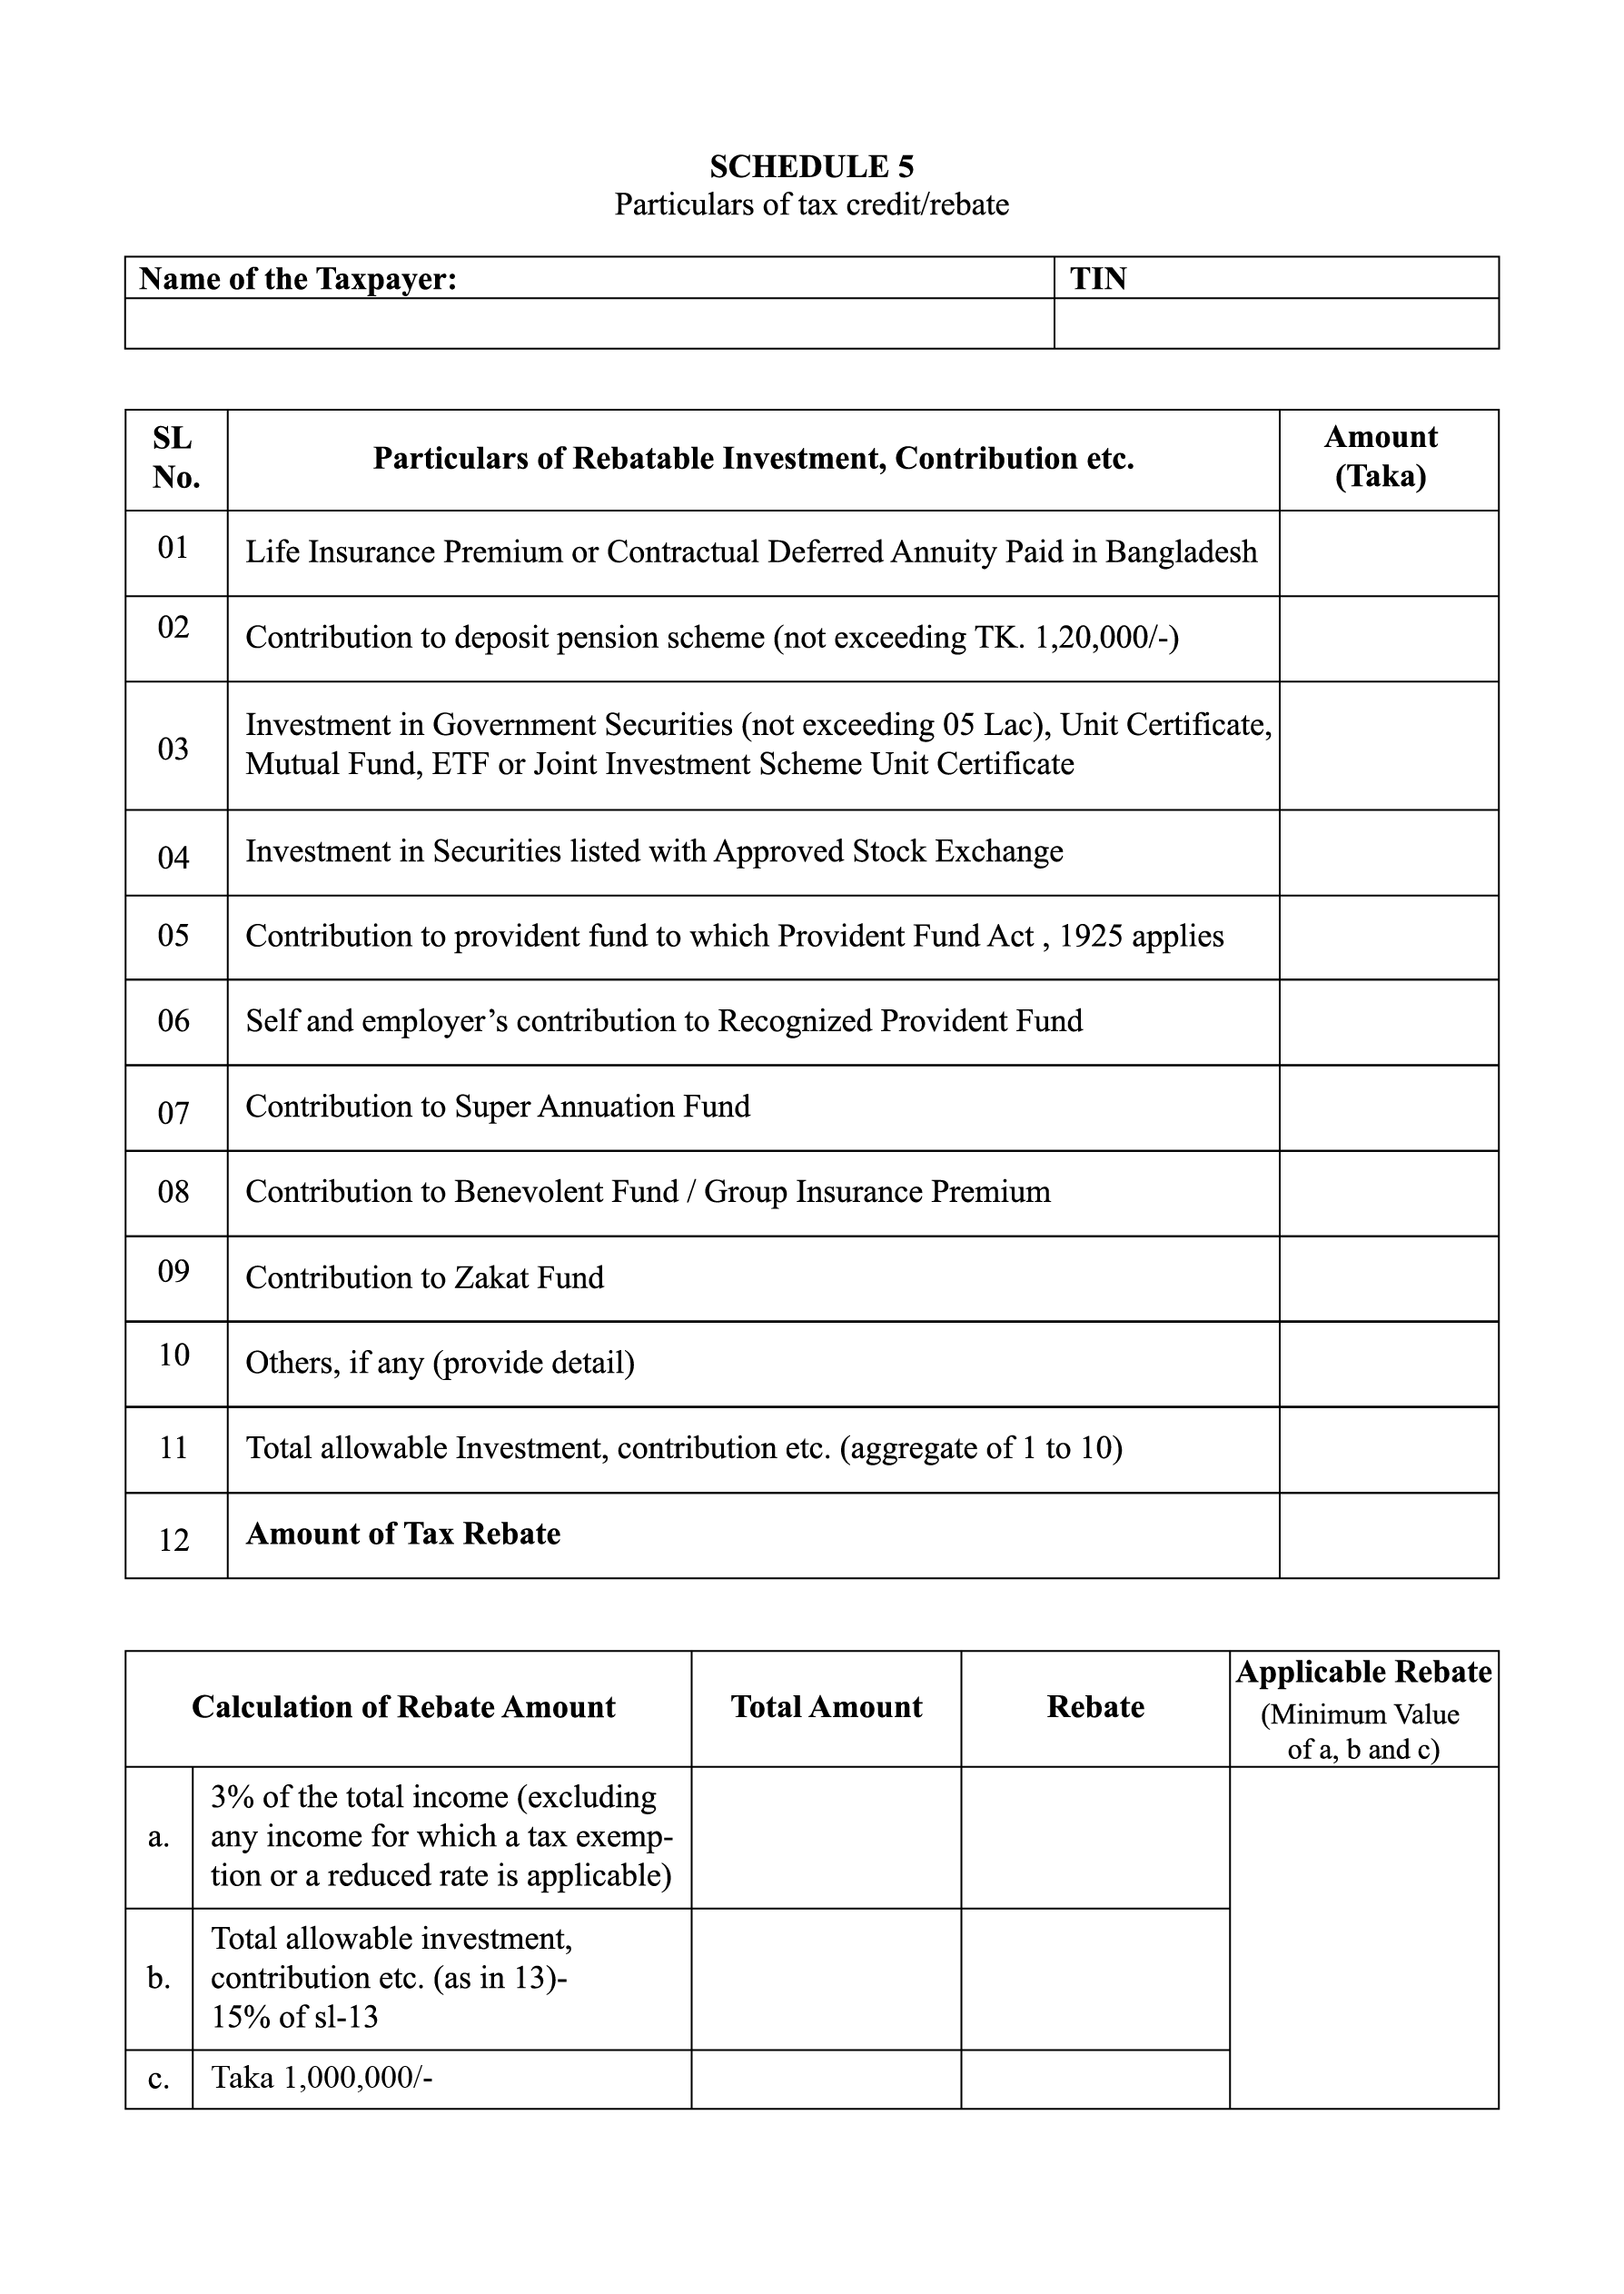 SCHEDULE 5
Particulars of tax credit/rebate
Name of the Taxpayer: TIN
SL
No.
Particulars of Rebatable Investment, Contribution etc.
Amount
(Taka)
01 Life Insurance Premium or Contractual Deferred Annuity Paid in Bangladesh
02 Contribution to deposit pension scheme (not exceeding TK. 1,20,000/-)
03 Investment in Government Securities (not exceeding 05 Lac), Unit Certificate,
Mutual Fund, ETF or Joint Investment Scheme Unit Certificate
04 Investment in Securities listed with Approved Stock Exchange
05 Contribution to provident fund to which Provident Fund Act , 1925 applies
06 Self and employer’s contribution to Recognized Provident Fund
07 Contribution to Super Annuation Fund
08 Contribution to Benevolent Fund / Group Insurance Premium
09 Contribution to Zakat Fund
10 Others, if any (provide detail)
11 Total allowable Investment, contribution etc. (aggregate of 1 to 10)
12 Amount of Tax Rebate
Calculation of Rebate Amount
Total Amount
Rebate
Applicable Rebate
(Minimum Value
of a, b and c)
a. 3% of the total income (excluding
any income for which a tax exemp-
tion or a reduced rate is applicable)
b. Total allowable investment,
contribution etc. (as in 13)-
15% of sl-13
c. Taka 1,000,000/-